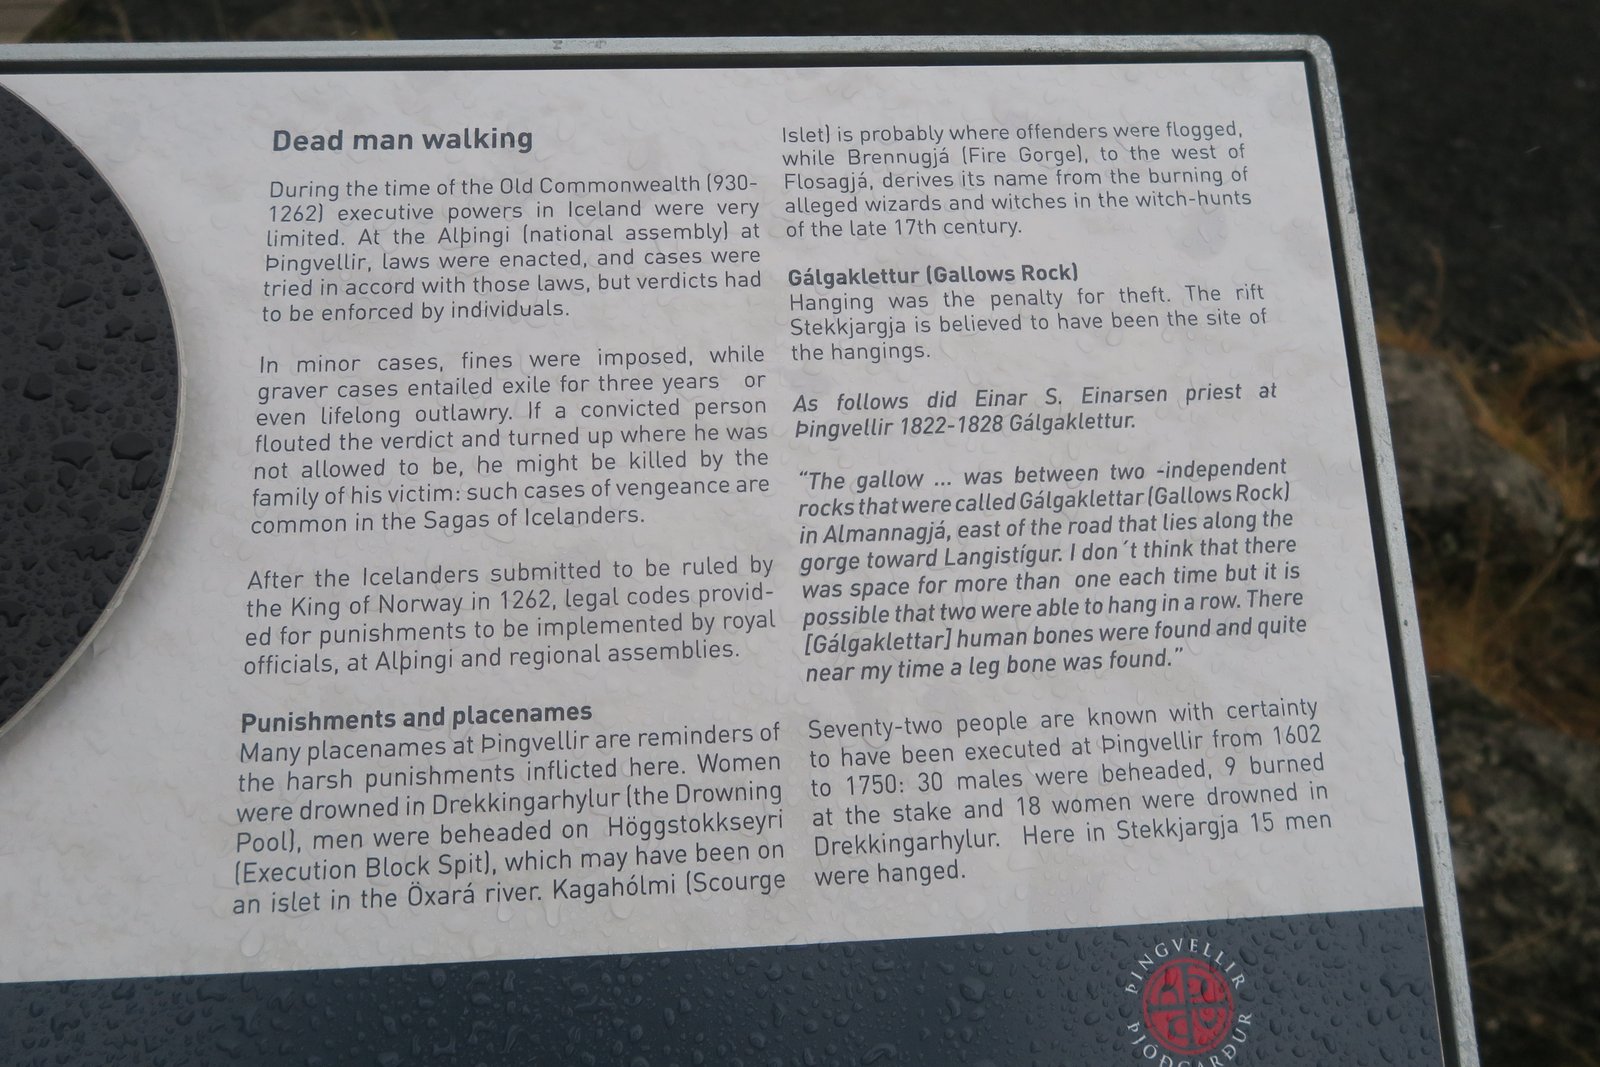 Dead man walking
During the time of the Old Commonwealth (930-
1262) executive powers in Iceland were very
limited. At the Alþingi (national assembly) at
Þingvellir, laws were enacted, and cases were
tried in accord with those laws, but verdicts had
to be enforced by individuals.
In minor cases, fines were imposed, while
graver cases entailed exile for three years or
even lifelong outlawry. If a convicted person
flouted the verdict and turned up where he was
not allowed to be, he might be killed by the
family of his victim: such cases of vengeance are
common in the Sagas of Icelanders.
After the Icelanders submitted to be ruled by
the King of Norway in 1262, legal codes provid-
ed for punishments to be implemented by royal
officials, at Alþingi and regional assemblies.
Punishments and placenames
Many placenames at Þingvellir are reminders of
the harsh punishments inflicted here. Women
were drowned in Drekkingarhylur (the Drowning
Pool), men were beheaded on Höggstokkseyri
(Execution Block Spit), which may have been on
an islet in the Öxará river. Kagahólmi (Scourge
Islet) is probably where offenders were flogged,
while Brennugjá (Fire Gorge), to the west of
Flosagjá, derives its name from the burning of
alleged wizards and witches in the witch-hunts
of the late 17th century.
Gálgaklettur (Gallows Rock)
Hanging was the penalty for theft. The rift
Stekkjargja is believed to have been the site of
the hangings.
As follows did Einar S. Einarsen priest at
Þingvellir 1822-1828 Gálgaklettur.
“The gallow ... was between two -independent
rocks that were called Gálgaklettar (Gallows Rock)
in Almannagjá, east of the road that lies along the
gorge toward Langistígur. I don´t think that there
was space for more than one each time but it is
possible that two were able to hang in a row. There
[Gálgaklettar] human bones were found and quite
near my time a leg bone was found.”
Seventy-two people are known with certainty
to have been executed at Þingvellir from 1602
to 1750: 30 males were beheaded, 9 burned
at the stake and 18 women were drowned in
Drekkingarhylur. Here in Stekkjargja 15 men
were hanged.
ÞINGVELLIR
ÞJÓÐGARÐUR